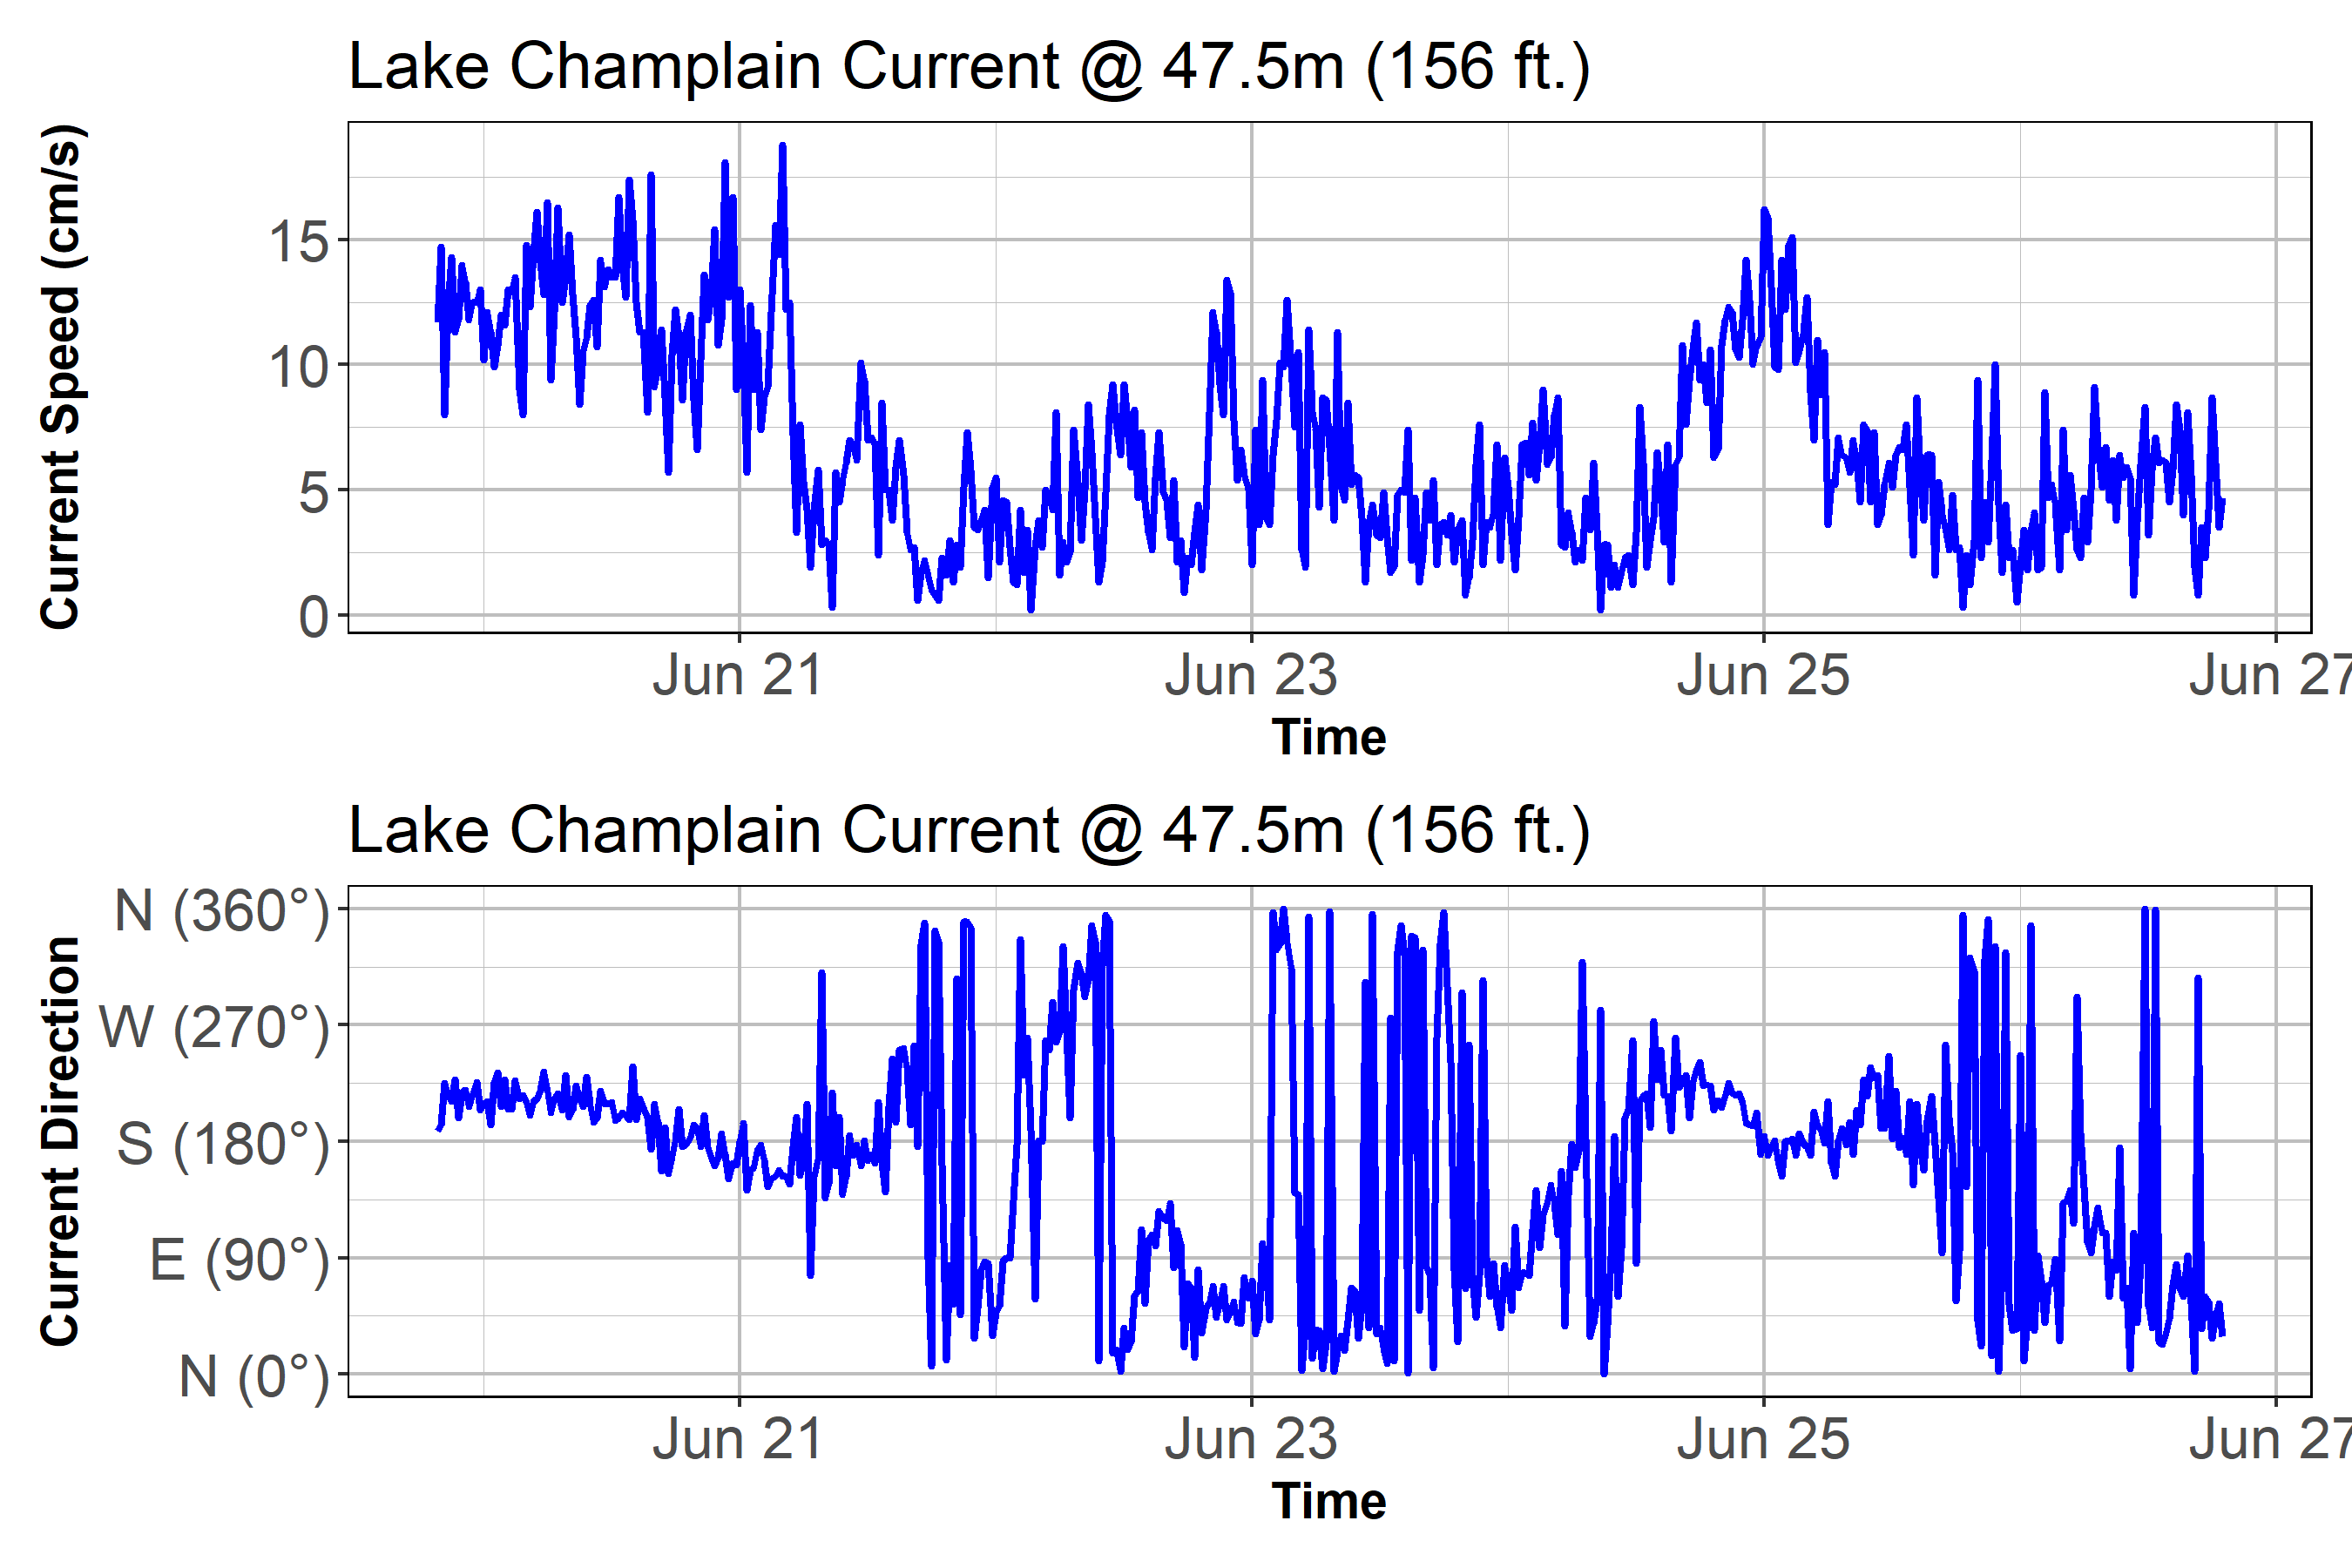 Lake Champlain Current @ 47.5m (156 ft.)
Current Speed (cm/s)
15
10
5
0
Jun 21 Jun 23 Jun 25 Jun 27
Time
Lake Champlain Current @ 47.5m (156 ft.)
Current Direction
N (360°)
W (270°)
S (180°)
E (90°)
N (0°)
Jun 21 Jun 23 Jun 25 Jun 27
Time